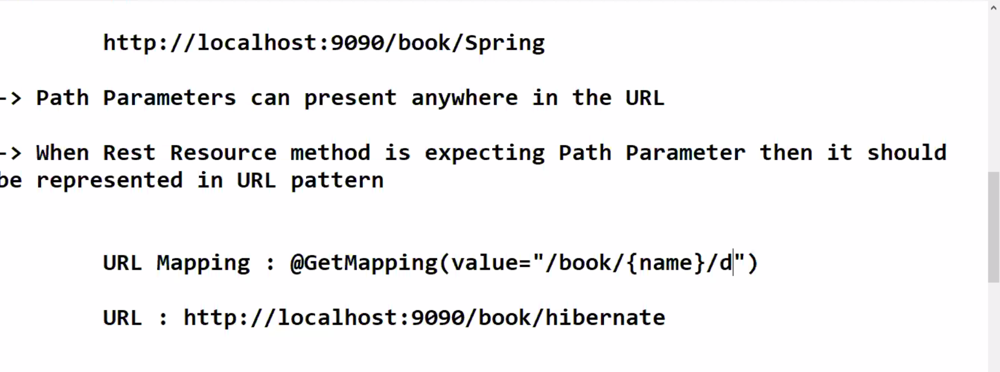 http://localhost:9090/book/Spring
-> Path Parameters can present anywhere in the URL
-> When Rest Resource method is expecting Path Parameter then it should
be represented in URL pattern
URL Mapping : @GetMapping(value="/book/{name}/d")
URL : http://localhost:9090/book/hibernate